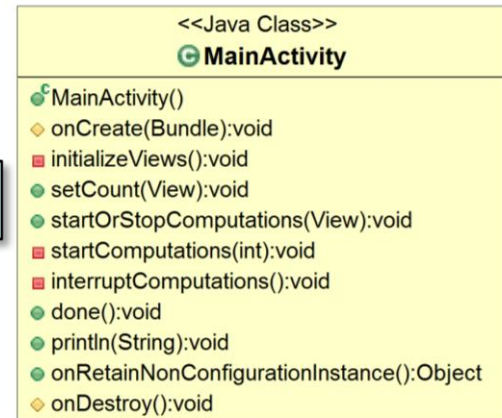 <<Java Class>>
MainActivity
MainActivity()
onCreate(Bundle):void
initializeViews():void
setCount(View):void
startOrStopComputations(View):void
startComputations(int):void
interruptComputations():void
done():void
println(String):void
onRetainNonConfigurationInstance():Object
onDestroy():void